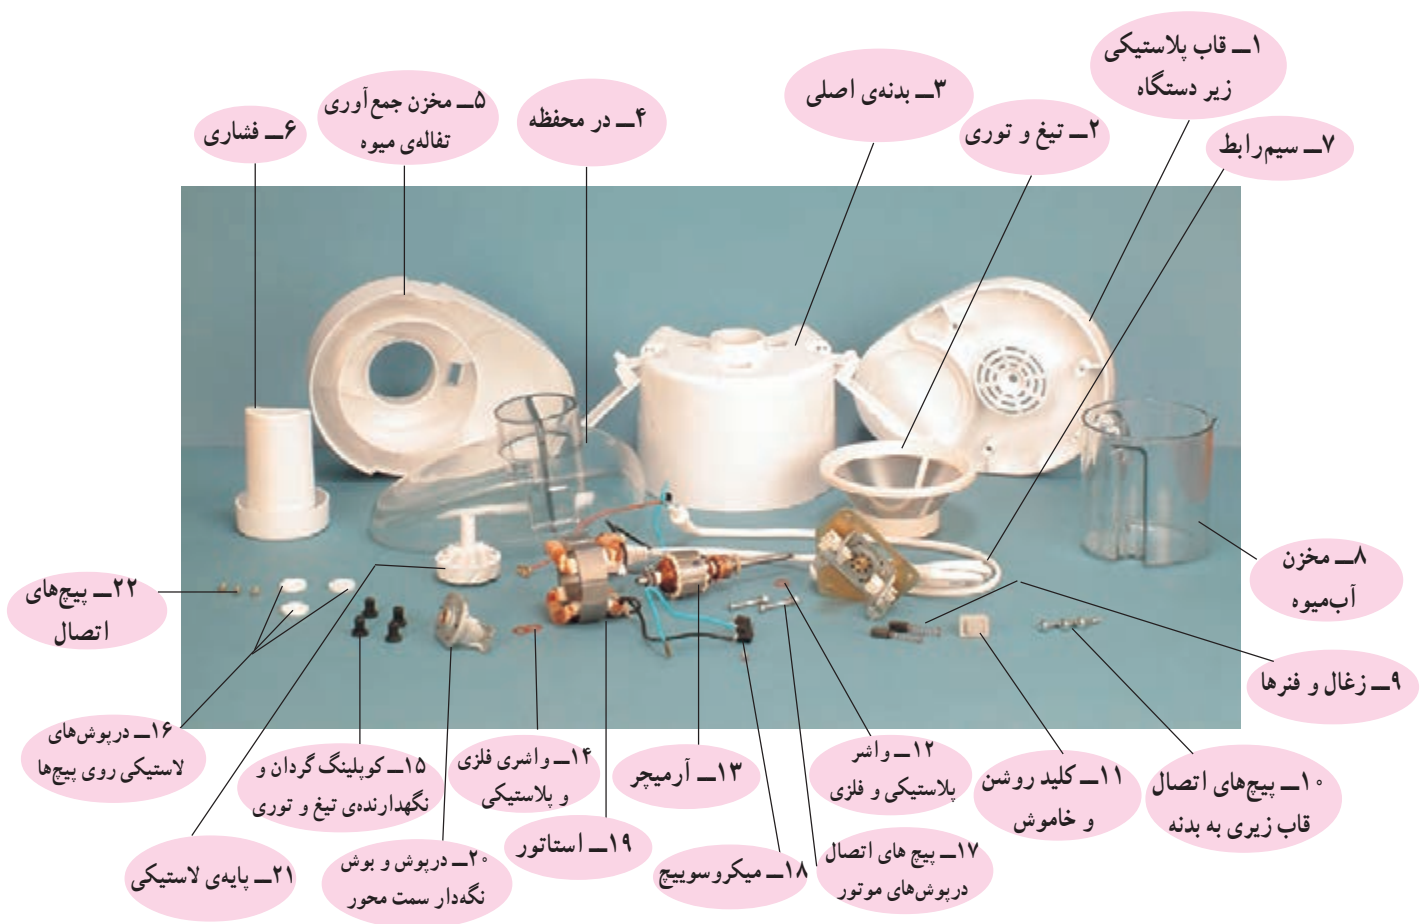 ۱ــ قاب پلاستیکی
زیر دستگاه
۲ــ تیغ و توری
۳ــ بدنه‌ی اصلی
۴ــ در محفظه
۵ــ مخزن جمع‌آوری
تفاله‌ی میوه
۶ــ فشاری
۷ــ سیم‌رابط
۸ــ مخزن
آب‌میوه
۹ــ زغال و فنرها
۱۰ــ پیچ‌های اتصال
قاب زیری به بدنه
۱۱ــ کلید روشن
و خاموش
۱۲ــ واشر
پلاستیکی و فلزی
۱۳ــ آرمیچر
۱۴ــ واشری فلزی
و پلاستیکی
۱۵ــ کوپلینگ گردان و
نگهدارنده‌ی تیغ و توری
۱۶ــ درپوش‌های
لاستیکی روی پیچ‌ها
۱۷ــ پیچ های اتصال
درپوش‌های موتور
۱۸ــ میکروسوییچ
۱۹ــ استاتور
۲۰ــ درپوش و بوش
نگه‌دار سمت محور
۲۱ــ پایه‌ی لاستیکی
۲۲ــ پیچ‌های
اتصال